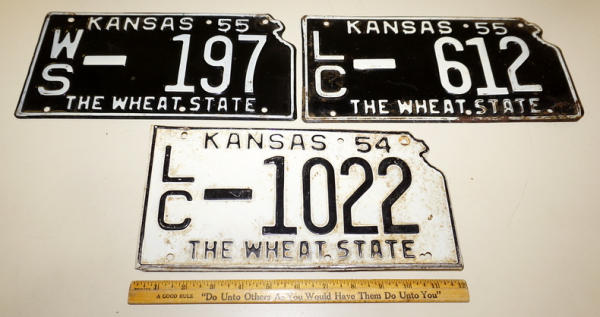 KANSAS 55
WS - 197
THE WHEAT STATE
KANSAS 55
LC - 612
THE WHEAT STATE
KANSAS 54
LC - 1022
THE WHEAT STATE
A GOOD RULE "Do Unto Others As You Would Have Them Do Unto You"